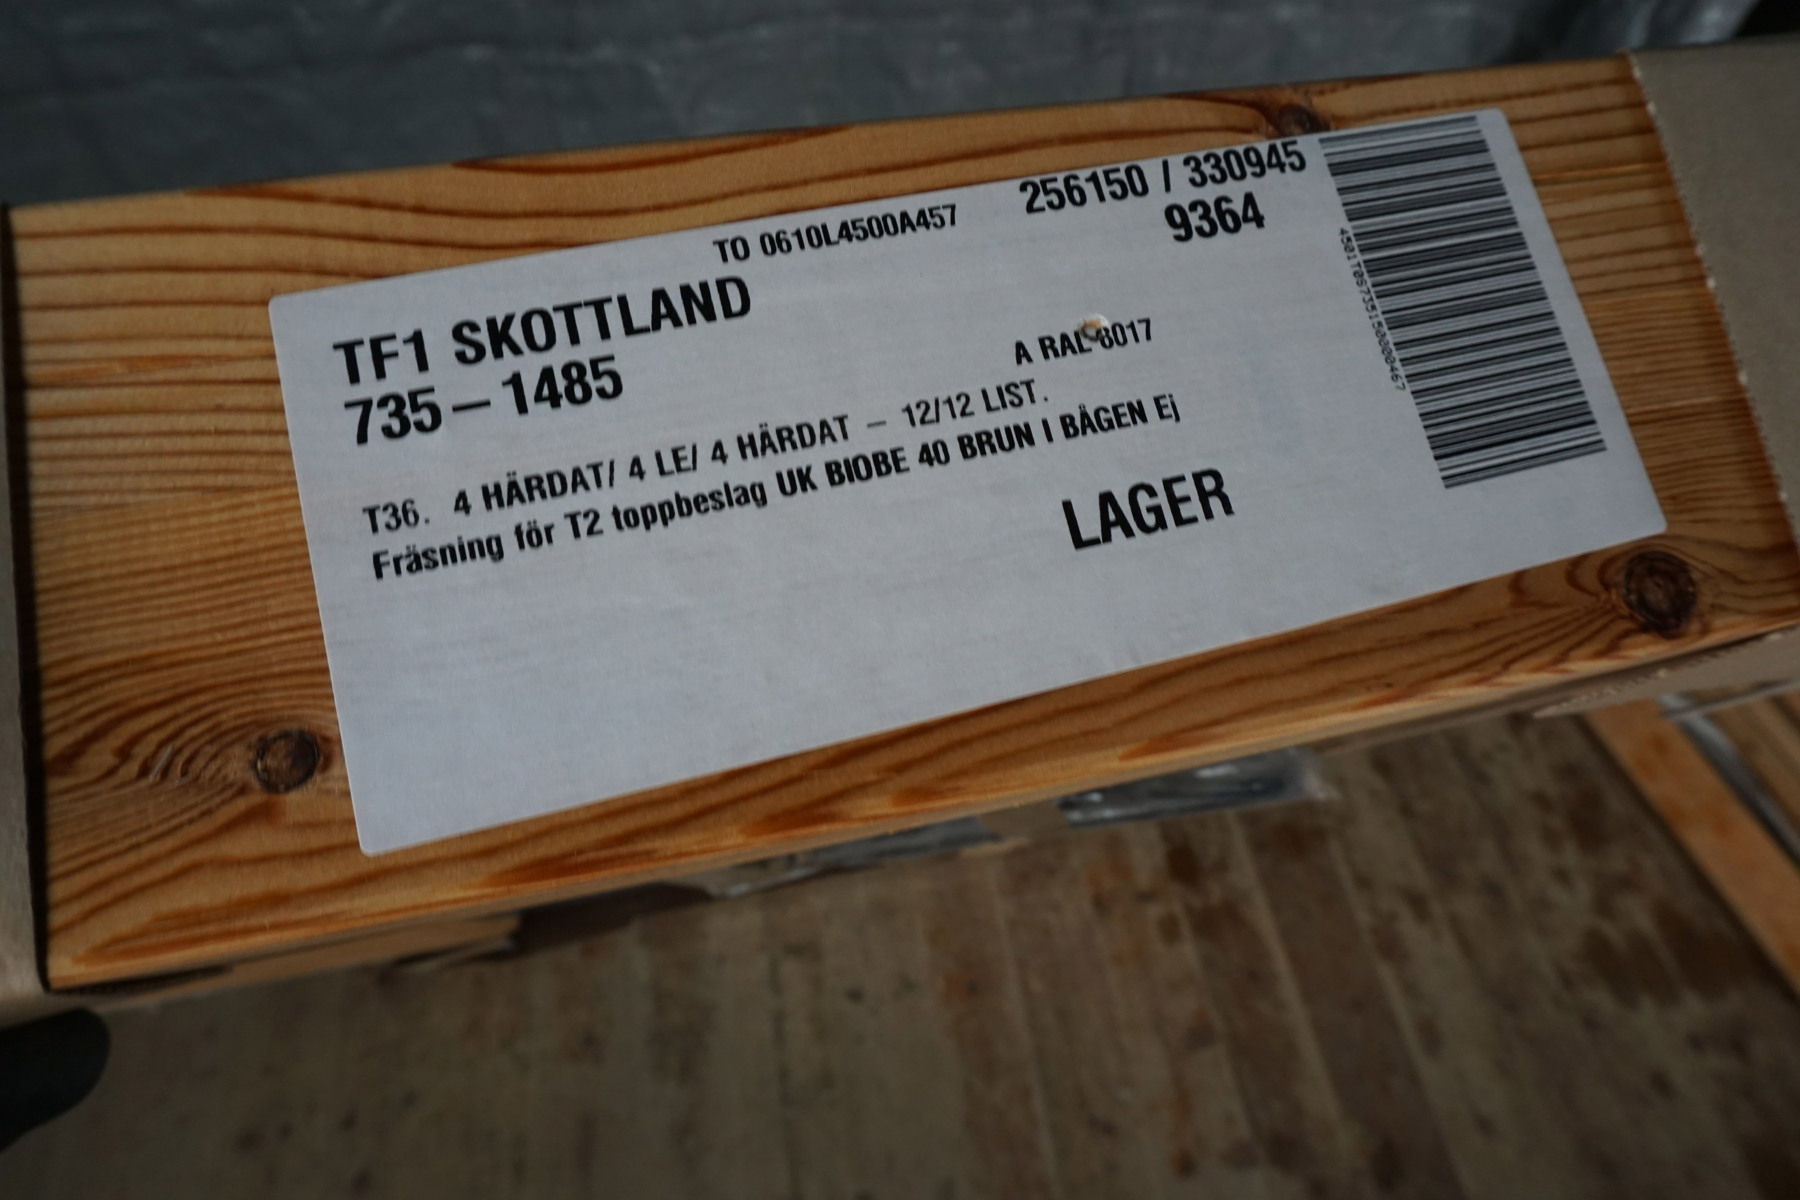 256150 / 330945
TO 0610L4500A457
9364
TF1 SKOTTLAND
735 – 1485
A RAL 8017
T36. 4 HÄRDAT/ 4 LE/ 4 HÄRDAT – 12/12 LIST.
Fräsning för T2 toppbeslag UK BIOBE 40 BRUN I BÅGEN Ej
LAGER